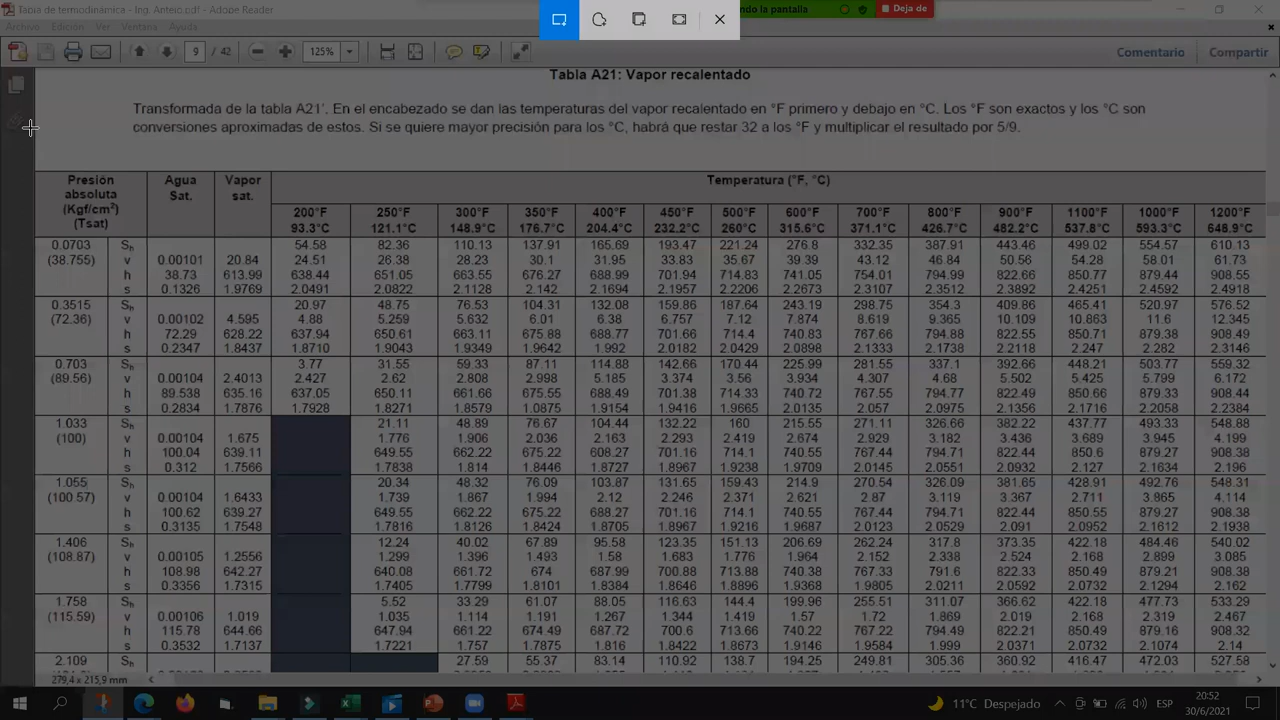 Tabla de termodinámica - Ing. Antelo.pdf - Adobe Reader
ndo la pantalla
Deja de
Archivo Edición Ver Ventana Ayuda
9 / 42
125%
Comentario
Compartir
Tabla A21: Vapor recalentado
Transformada de la tabla A21'. En el encabezado se dan las temperaturas del vapor recalentado en °F primero y debajo en °C. Los °F son exactos y los °C son
conversiones aproximadas de estos. Si se quiere mayor precisión para los °C, habrá que restar 32 a los °F y multiplicar el resultado por 5/9.
Presión absoluta (Kgf/cm²) (Tsat) Agua Sat. Vapor sat. Temperatura (°F, °C)
200°F 250°F 300°F 350°F 400°F 450°F 500°F 600°F 700°F 800°F 900°F 1100°F 1000°F 1200°F
93.3°C 121.1°C 148.9°C 176.7°C 204.4°C 232.2°C 260°C 315.6°C 371.1°C 426.7°C 482.2°C 537.8°C 593.3°C 648.9°C
0.0703 Sh 54.58 82.36 110.13 137.91 165.69 193.47 221.24 276.8 332.35 387.91 443.46 499.02 554.57 610.13
(38.755) v 0.00101 20.84 24.51 26.38 28.23 30.1 31.95 33.83 35.67 39.39 43.12 46.84 50.56 54.28 58.01 61.73
h 38.73 613.99 638.44 651.05 663.55 676.27 688.99 701.94 714.83 741.05 754.01 794.99 822.66 850.77 879.44 908.55
s 0.1326 1.9769 2.0491 2.0822 2.1128 2.142 2.1694 2.1957 2.2206 2.2673 2.3107 2.3512 2.3892 2.4251 2.4592 2.4918
0.3515 Sh 20.97 48.75 76.53 104.31 132.08 159.86 187.64 243.19 298.75 354.3 409.86 465.41 520.97 576.52
(72.36) v 0.00102 4.595 4.88 5.259 5.632 6.01 6.38 6.757 7.12 7.874 8.619 9.365 10.109 10.863 11.6 12.345
h 72.29 628.22 637.94 650.61 663.11 675.88 688.77 701.66 714.4 740.83 767.66 794.88 822.55 850.71 879.38 908.49
s 0.2347 1.8437 1.8710 1.9043 1.9349 1.9642 1.992 2.0182 2.0429 2.0898 2.1333 2.1738 2.2118 2.247 2.282 2.3146
0.703 Sh 3.77 31.55 59.33 87.11 114.88 142.66 170.44 225.99 281.55 337.1 392.66 448.21 503.77 559.32
(89.56) v 0.00104 2.4013 2.427 2.62 2.808 2.998 5.185 3.374 3.56 3.934 4.307 4.68 5.502 5.425 5.799 6.172
h 89.538 635.16 637.05 650.11 661.66 675.55 688.49 701.38 714.33 740.72 767.55 794.77 822.49 850.66 879.33 908.44
s 0.2834 1.7876 1.7928 1.8271 1.8579 1.0875 1.9154 1.9416 1.9665 2.0135 2.057 2.0975 2.1356 2.1716 2.2058 2.2384
1.033 21.11 48.89 76.67 104.44 132.22 160 215.55 271.11 326.66 382.22 437.77 493.33 548.88
(100) v 0.00104 1.675 1.776 1.906 2.036 2.163 2.293 2.419 2.674 2.929 3.182 3.436 3.689 3.945 4.199
h 100.04 639.11 649.55 662.22 675.22 608.27 701.16 714.1 740.55 767.44 794.71 822.44 850.6 879.27 908.38
s 0.312 1.7566 1.7838 1.814 1.8446 1.8727 1.8967 1.9238 1.9709 2.0145 2.0551 2.0932 2.127 2.1634 2.196
1.055 Sh 20.34 48.32 76.09 103.87 131.65 159.43 214.9 270.54 326.09 381.65 428.91 492.76 548.31
(100.57) v 0.00104 1.6433 1.739 1.867 1.994 2.12 2.246 2.371 2.621 2.87 3.119 3.367 2.711 3.865 4.114
h 100.62 639.27 649.55 662.22 675.22 688.27 701.16 714.1 740.55 767.44 794.71 822.44 850.55 879.27 908.38
s 0.3135 1.7548 1.7816 1.8126 1.8424 1.8705 1.8967 1.9216 1.9687 2.0123 2.0529 2.091 2.0952 2.1612 2.1938
1.406 Sh 12.24 40.02 67.89 95.58 123.35 151.13 206.69 262.24 317.8 373.35 422.18 484.46 540.02
(108.87) v 0.00105 1.2556 1.299 1.396 1.493 1.58 1.683 1.776 1.964 2.152 2.338 2.524 2.168 2.899 3.085
h 108.98 642.27 640.08 661.72 674 687.99 700.88 713.88 740.38 767.33 791.6 822.33 850.49 879.21 908.38
s 0.3356 1.7315 1.7405 1.7799 1.8101 1.8384 1.8646 1.8896 1.9368 1.9805 2.0211 2.0592 2.0732 2.1294 2.162
1.758 Sh 5.52 33.29 61.07 88.05 116.63 144.4 199.96 255.51 311.07 366.62 422.18 477.73 533.29
(115.59) v 0.00106 1.019 1.035 1.114 1.191 1.267 1.344 1.419 1.57 1.72 1.869 2.019 2.168 2.319 2.467
h 115.78 644.66 647.94 661.22 674.49 687.72 700.6 713.66 740.22 767.22 794.49 822.21 850.49 879.16 908.32
s 0.3532 1.7137 1.7221 1.757 1.7875 1.816 1.8422 1.8673 1.9146 1.9584 1.999 2.0371 2.0732 2.1074 2.14
2.109 Sh 27.59 55.37 83.14 110.92 138.7 194.25 249.81 305.36 360.92 416.47 472.03 527.58
279,4 x 215,9 mm
11°C Despejado
ESP
20:52
30/6/2021